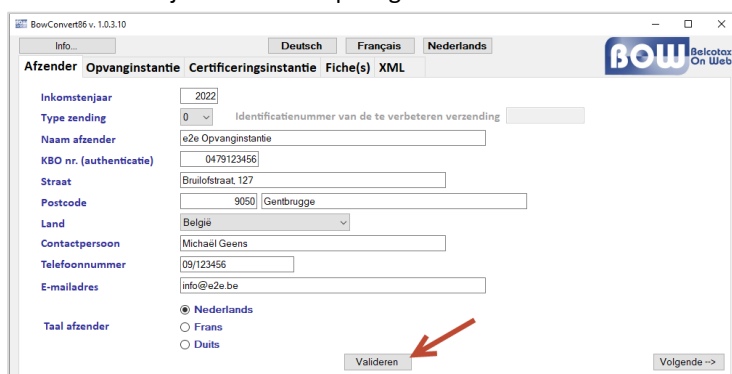 BowConvert86 v. 1.0.3.10
Info... Deutsch Français Nederlands
BOW Belcotax On Web
Afzender Opvanginstantie Certificeringsinstantie Fiche(s) XML
Inkomstenjaar 2022
Type zending 0 Identificatienummer van de te verbeteren verzending
Naam afzender e2e Opvanginstantie
KBO nr. (authenticatie) 0479123456
Straat Bruilofstraat, 127
Postcode 9050 Gentbrugge
Land België
Contactpersoon Michaël Geens
Telefoonnummer 09/123456
E-mailadres info@e2e.be
Nederlands
Taal afzender Frans
Duits
Valideren Volgende -->